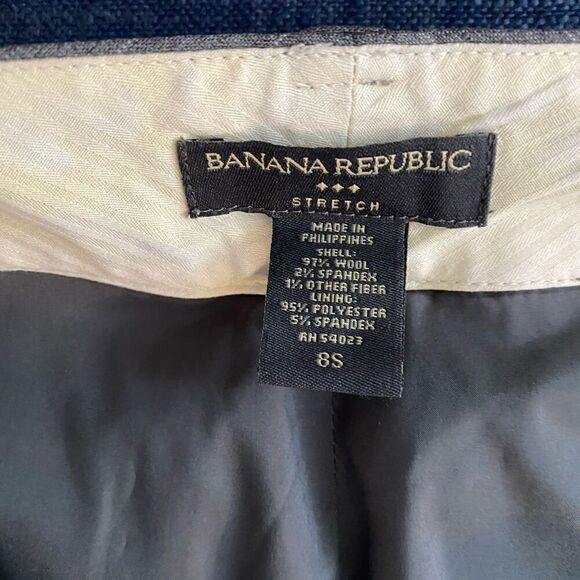 BANANA REPUBLIC
STRETCH
MADE IN
PHILIPPINES
SHELL:
97% WOOL
2% SPANDEX
1% OTHER FIBER
LINING:
95% POLYESTER
5% SPANDEX
RN 54023
8S